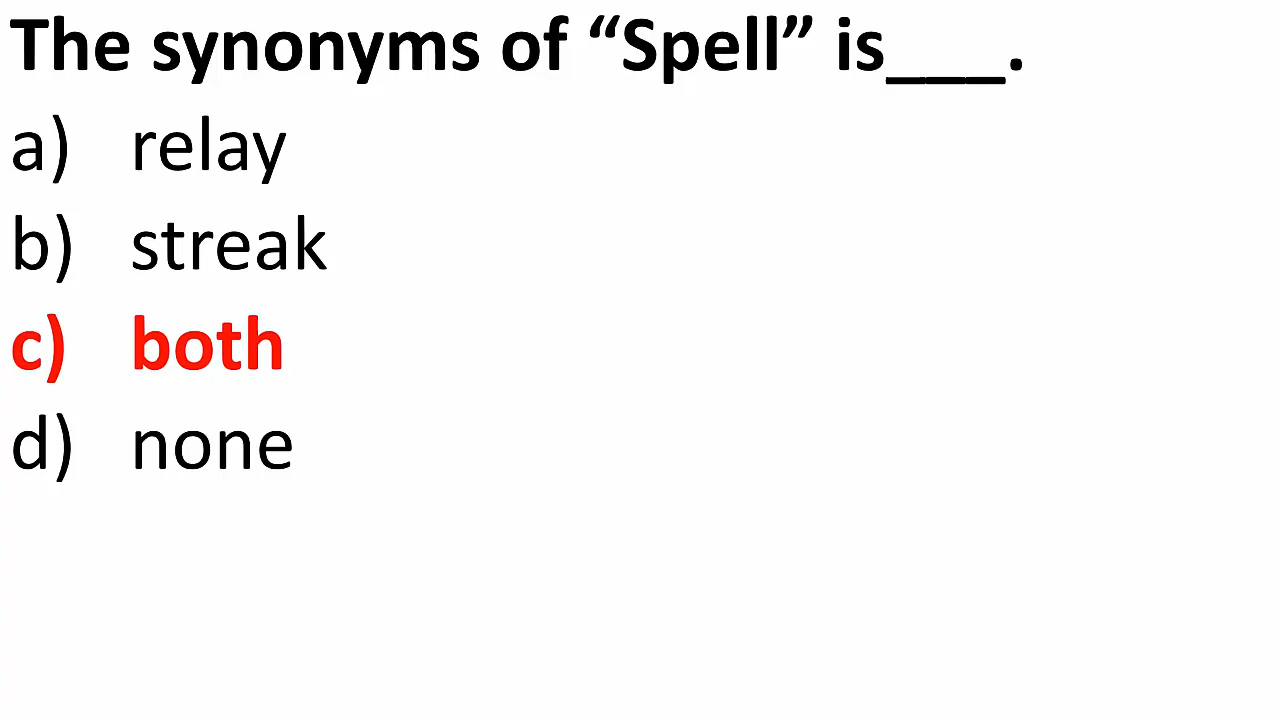 The synonyms of “Spell” is___.
a) relay
b) streak
c) both
d) none